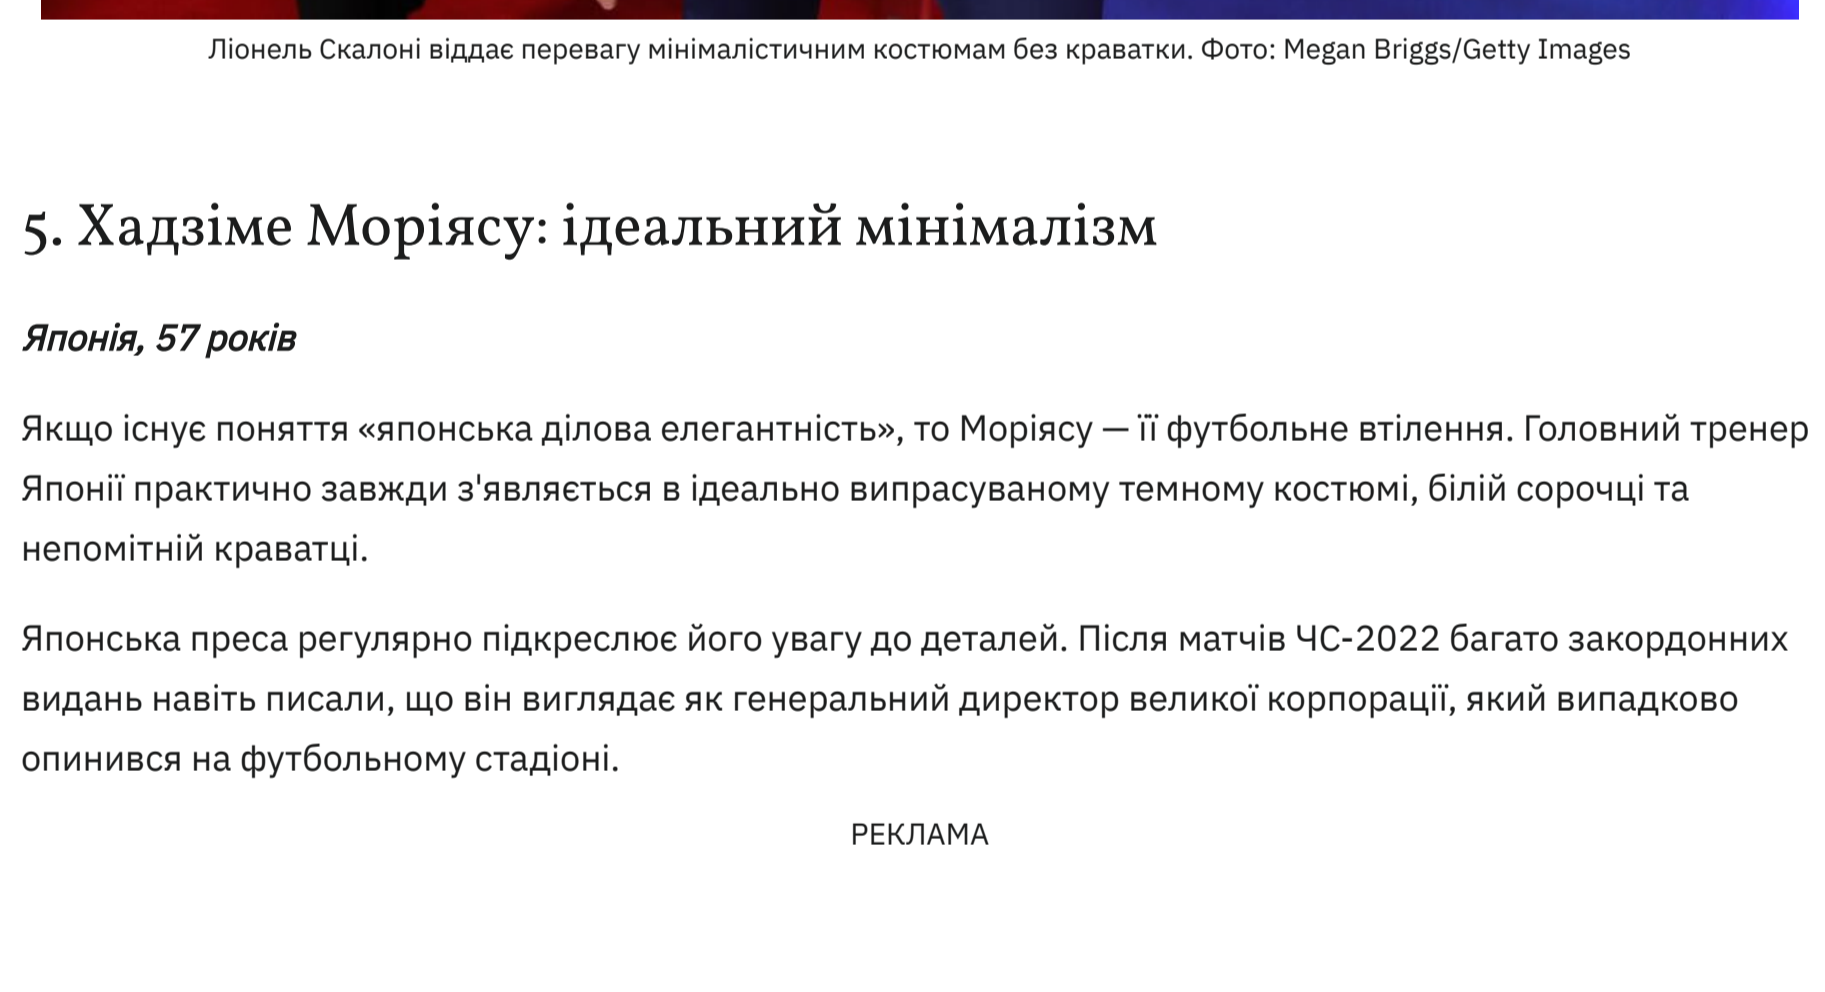 Ліонель Скалоні віддає перевагу мінімалістичним костюмам без краватки. Фото: Megan Briggs/Getty Images
5. Хадзіме Моріясу: ідеальний мінімалізм
Японія, 57 років
Якщо існує поняття «японська ділова елегантність», то Моріясу — її футбольне втілення. Головний тренер
Японії практично завжди з'являється в ідеально випрасуваному темному костюмі, білій сорочці та
непомітній краватці.
Японська преса регулярно підкреслює його увагу до деталей. Після матчів ЧС-2022 багато закордонних
видань навіть писали, що він виглядає як генеральний директор великої корпорації, який випадково
опинився на футбольному стадіоні.
РЕКЛАМА